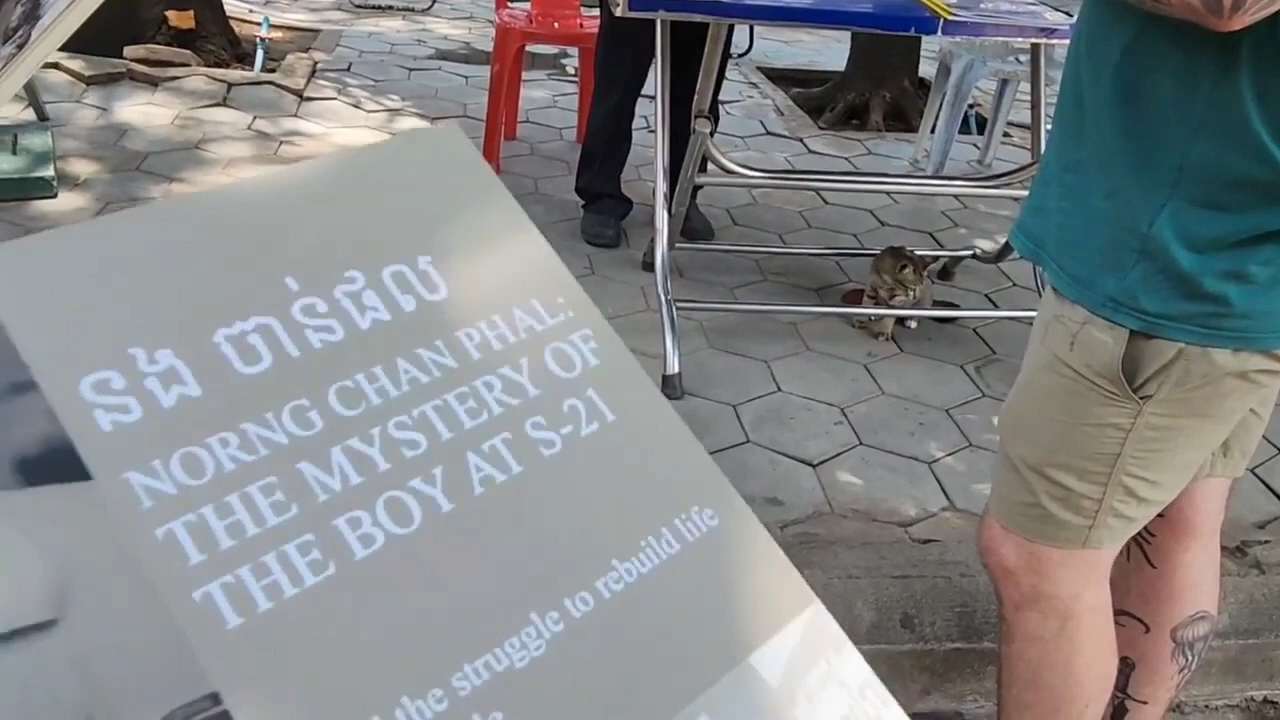 នង ចាន់ផល
NORNG CHAN PHAL:
THE MYSTERY OF
THE BOY AT S-21
the struggle to rebuild life